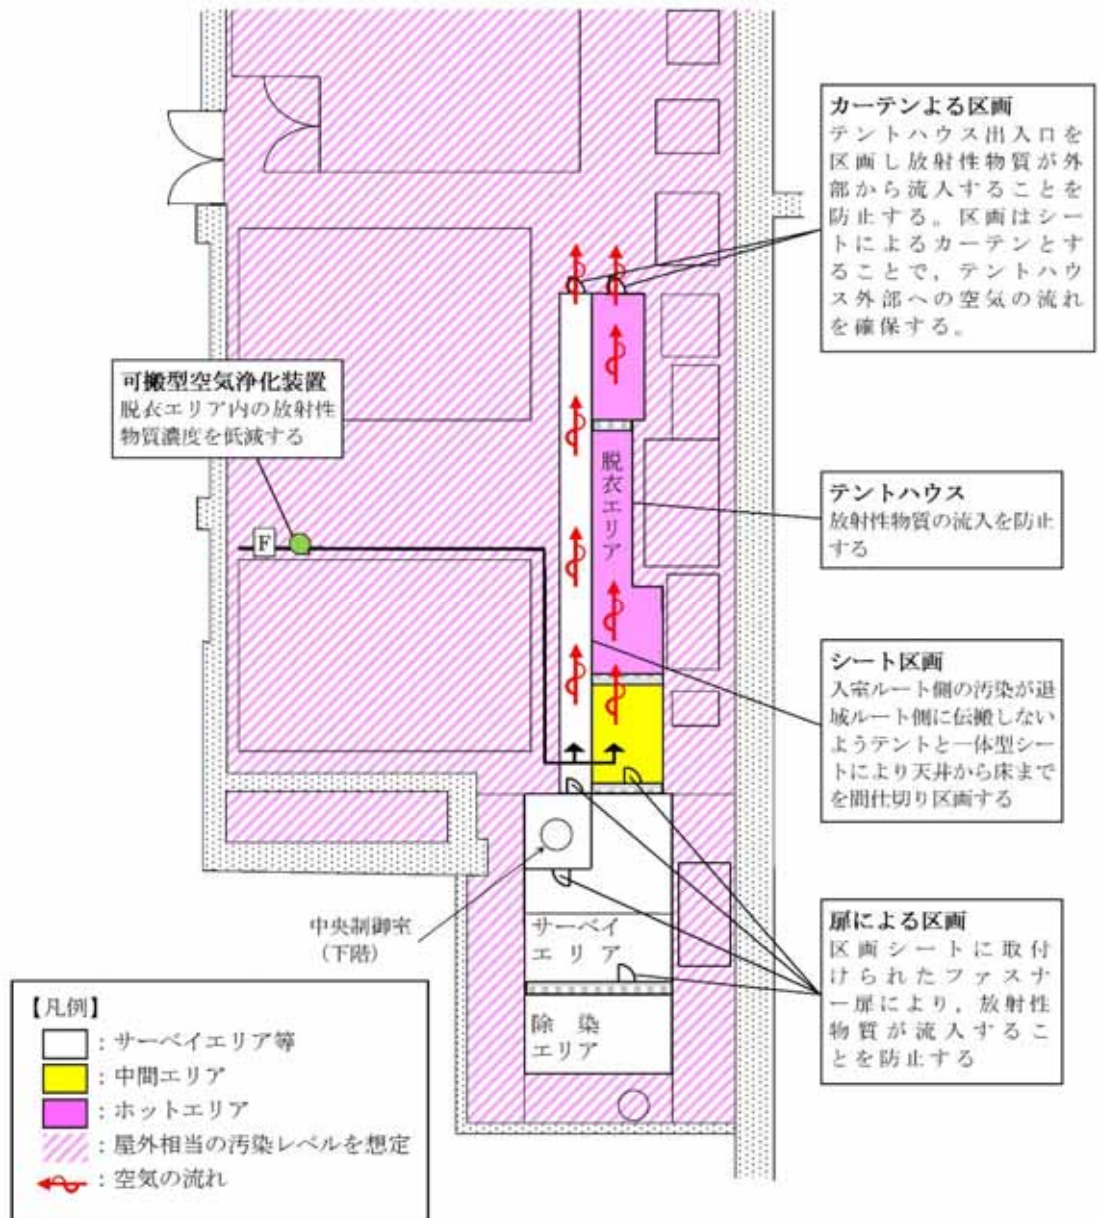 カーテンよる区画
テントハウス出入口を
区画し放射性物質が外
部から流入することを
防止する。区画はシー
トによるカーテンとす
ることで，テントハウ
ス外部への空気の流れ
を確保する。
可搬型空気浄化装置
脱衣エリア内の放射性
物質濃度を低減する
F
脱衣エリア
テントハウス
放射性物質の流入を防止
する
シート区画
入室ルート側の汚染が退
域ルート側に伝搬しない
ようテントと一体型シー
トにより天井から床まで
を間仕切り区画する
中央制御室
（下階）
サーベイ
エリア
除染
エリア
扉による区画
区画シートに取付
けられたファスナ
ー扉により，放射性
物質が流入するこ
とを防止する
【凡例】
：サーベイエリア等
：中間エリア
：ホットエリア
：屋外相当の汚染レベルを想定
：空気の流れ